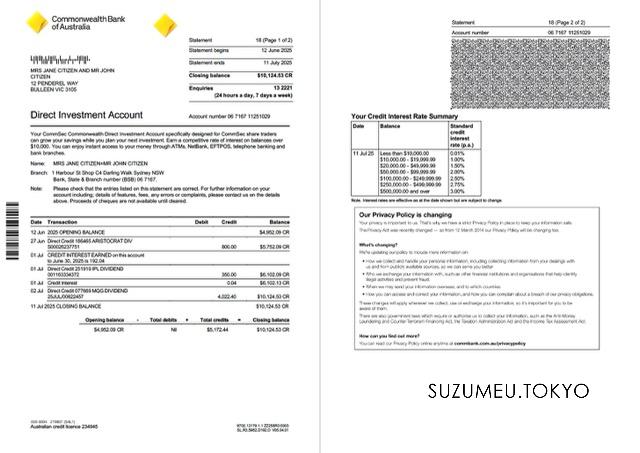 CommonwealthBank
of Australia
Statement 18 (Page 1 of 2)
Statement begins 12 June 2025
Statement ends 11 July 2025
Closing balance $10,124.53 CR
Enquiries 13 2221
(24 hours a day, 7 days a week)
MRS JANE CITIZEN AND MR JOHN
CITIZEN
12 PENDEREL WAY
BULLEEN VIC 3105
Direct Investment Account
Account number 06 7167 11251029
Your CommSec Commonwealth Direct Investment Account specifically designed for CommSec share traders
can grow your savings while you plan your next investment. Earn a competitive rate of interest on balances over
$10,000. You can enjoy instant access to your money through ATMs, NetBank, EFTPOS, telephone banking and
bank branches.
Name: MRS JANE CITIZEN+MR JOHN CITIZEN
Branch: 1 Harbour St Shop C4 Darling Walk Sydney NSW
Bank, State & Branch number (BSB) 06 7167.
Note: Please check that the entries listed on this statement are correct. For further information on your
account including; details of features, fees, any errors or complaints, please contact us on the details
above. Proceeds of cheques are not available until cleared.
Date Transaction Debit Credit Balance
12 Jun 2025 OPENING BALANCE $4,952.09 CR
27 Jun Direct Credit 186465 ARISTOCRAT DIV
S00026237751 800.00 $5,752.09 CR
01 Jul CREDIT INTEREST EARNED on this account
to June 30, 2025 is 192.04
01 Jul Direct Credit 251919 IPL DIVIDEND
001160334372 350.00 $6,102.09 CR
01 Jul Credit Interest 0.04 $6,102.13 CR
02 Jul Direct Credit 077669 MQG DIVIDEND
25JUL/00922457 4,022.40 $10,124.53 CR
11 Jul 2025 CLOSING BALANCE $10,124.53 CR
Opening balance - Total debits + Total credits = Closing balance
$4,952.09 CR Nil $5,172.44 $10,124.53 CR
Australian credit licence 234945
Statement 18 (Page 2 of 2)
Account number 06 7167 11251029
Your Credit Interest Rate Summary
Date Balance Standard
credit
interest
rate (p.a.)
11 Jul 25 Less than $10,000.00 0.01%
$10,000.00 - $19,999.99 1.00%
$20,000.00 - $49,999.99 1.50%
$50,000.00 - $99,999.99 2.00%
$100,000.00 - $249,999.99 2.50%
$250,000.00 - $499,999.99 2.75%
$500,000.00 and over 3.00%
Note. Interest rates are effective as at the date shown but are subject to change.
Our Privacy Policy is changing
Your privacy is important to us. That's why we have a strict Privacy Policy in place to keep your information safe.
The Privacy Act was recently changed — so from 12 March 2014 our Privacy Policy will be changing too.
What's changing?
We're updating our policy to include more information on:
• How we collect and handle your personal information, including collecting information from your dealings with
us and from publicly available sources, so we can serve you better
• Who we exchange your information with, such as other financial institutions and organisations that help identify
illegal activities and prevent fraud
• When we may send your information overseas, and to which countries
• How you can access and correct your information, and how you can complain about a breach of our privacy obligations.
These changes will apply whenever we collect, use or exchange your information, so it's important for you to be
aware of them.
There are also government laws which require or authorise us to collect your information, such as the Anti-Money
Laundering and Counter Terrorism Financing Act, the Taxation Administration Act and the Income Tax Assessment Act.
How can you find out more?
You can read our Privacy Policy online anytime at commbank.com.au/privacypolicy
SUZUMEU.TOKYO